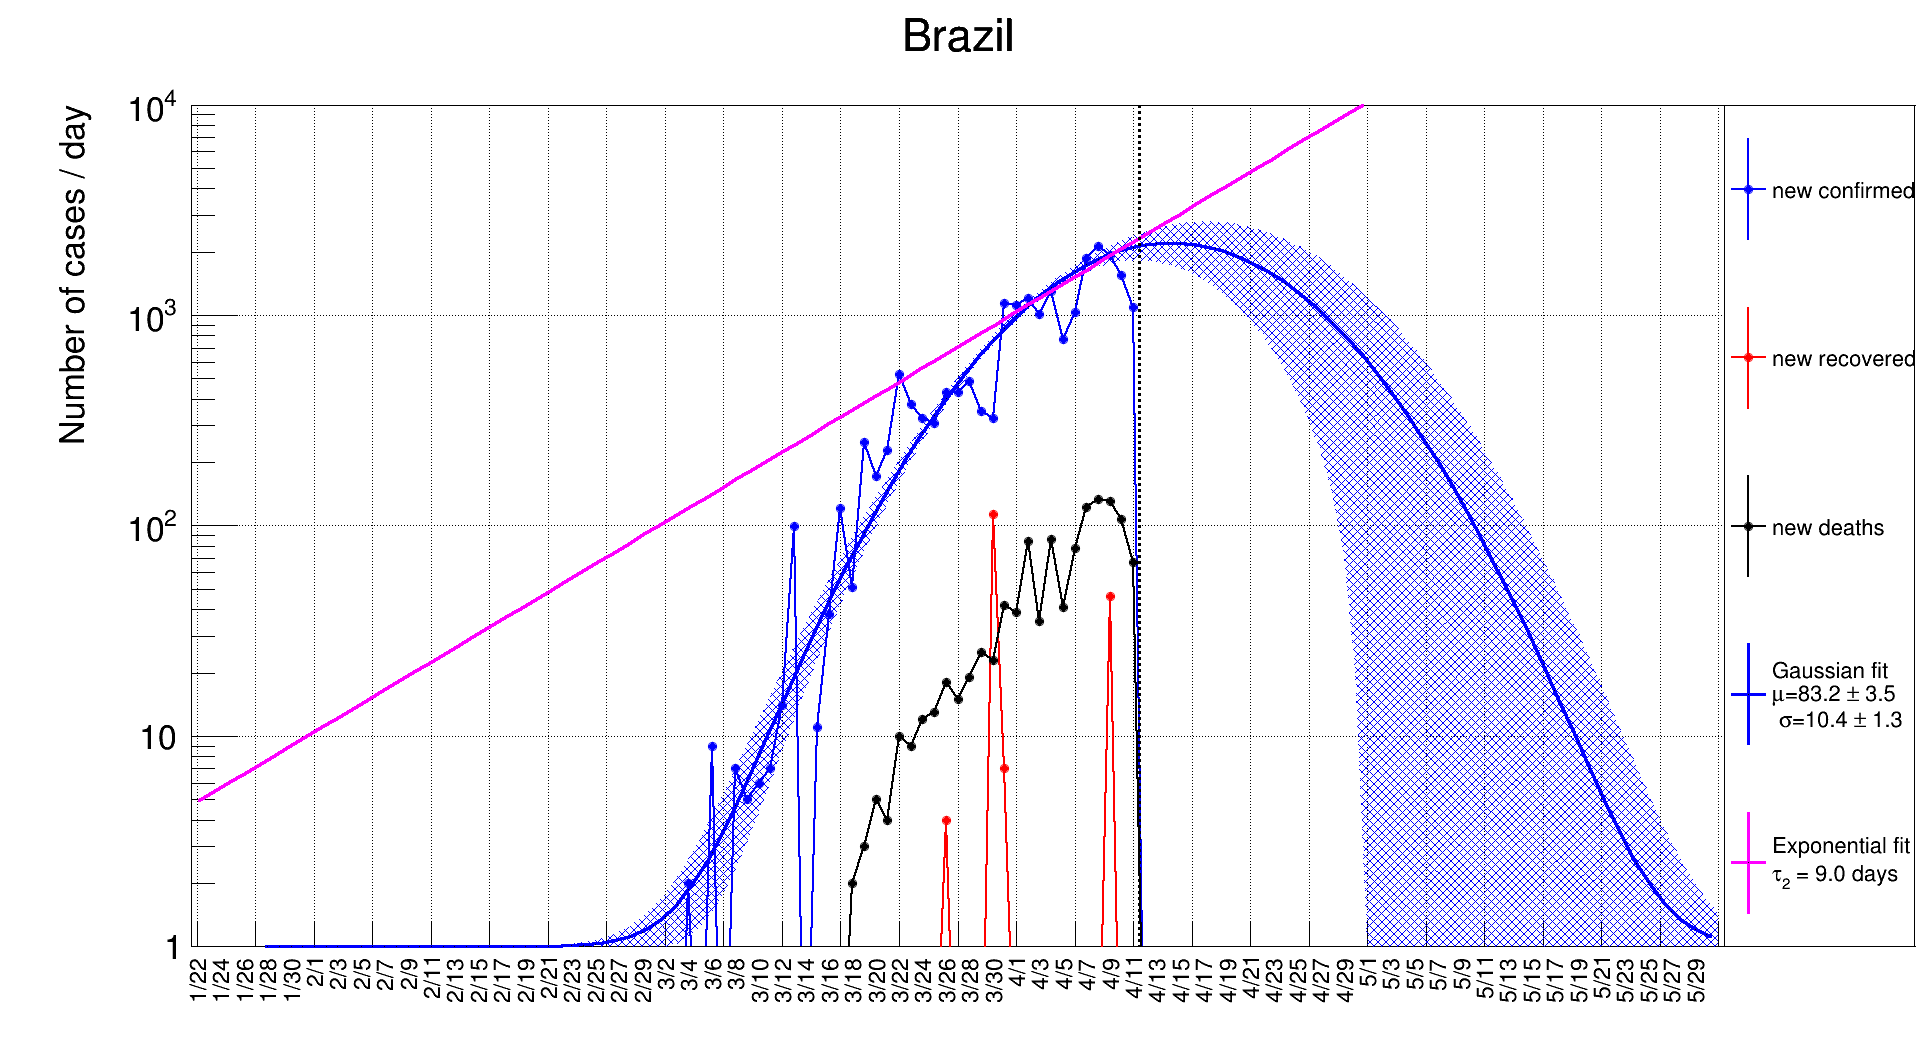 Brazil
Number of cases / day
10⁴
10³
10²
10
1
1/22 1/24 1/26 1/28 1/30 2/1 2/3 2/5 2/7 2/9 2/11 2/13 2/15 2/17 2/19 2/21 2/23 2/25 2/27 2/29 3/2 3/4 3/6 3/8 3/10 3/12 3/14 3/16 3/18 3/20 3/22 3/24 3/26 3/28 3/30 4/1 4/3 4/5 4/7 4/9 4/11 4/13 4/15 4/17 4/19 4/21 4/23 4/25 4/27 4/29 5/1 5/3 5/5 5/7 5/9 5/11 5/13 5/15 5/17 5/19 5/21 5/23 5/25 5/27 5/29
new confirmed
new recovered
new deaths
Gaussian fit
μ=83.2 ± 3.5
σ=10.4 ± 1.3
Exponential fit
τ₂ = 9.0 days